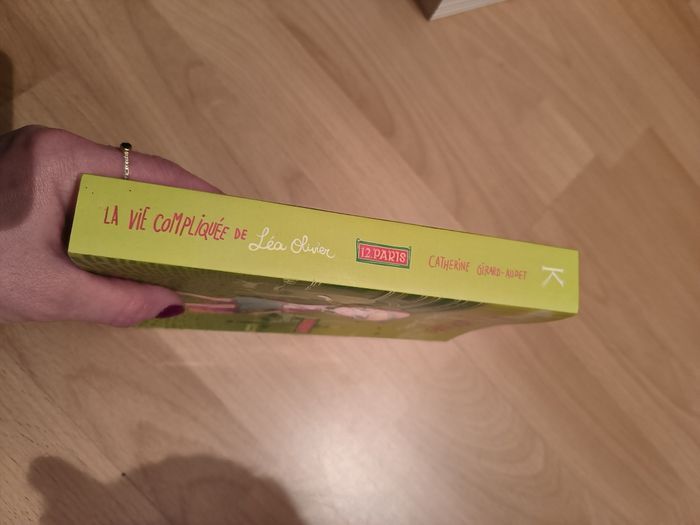 LA VIE COMPLIQUÉE DE Léa Olivier 12. PARIS CATHERINE GIRARD-AUDET K